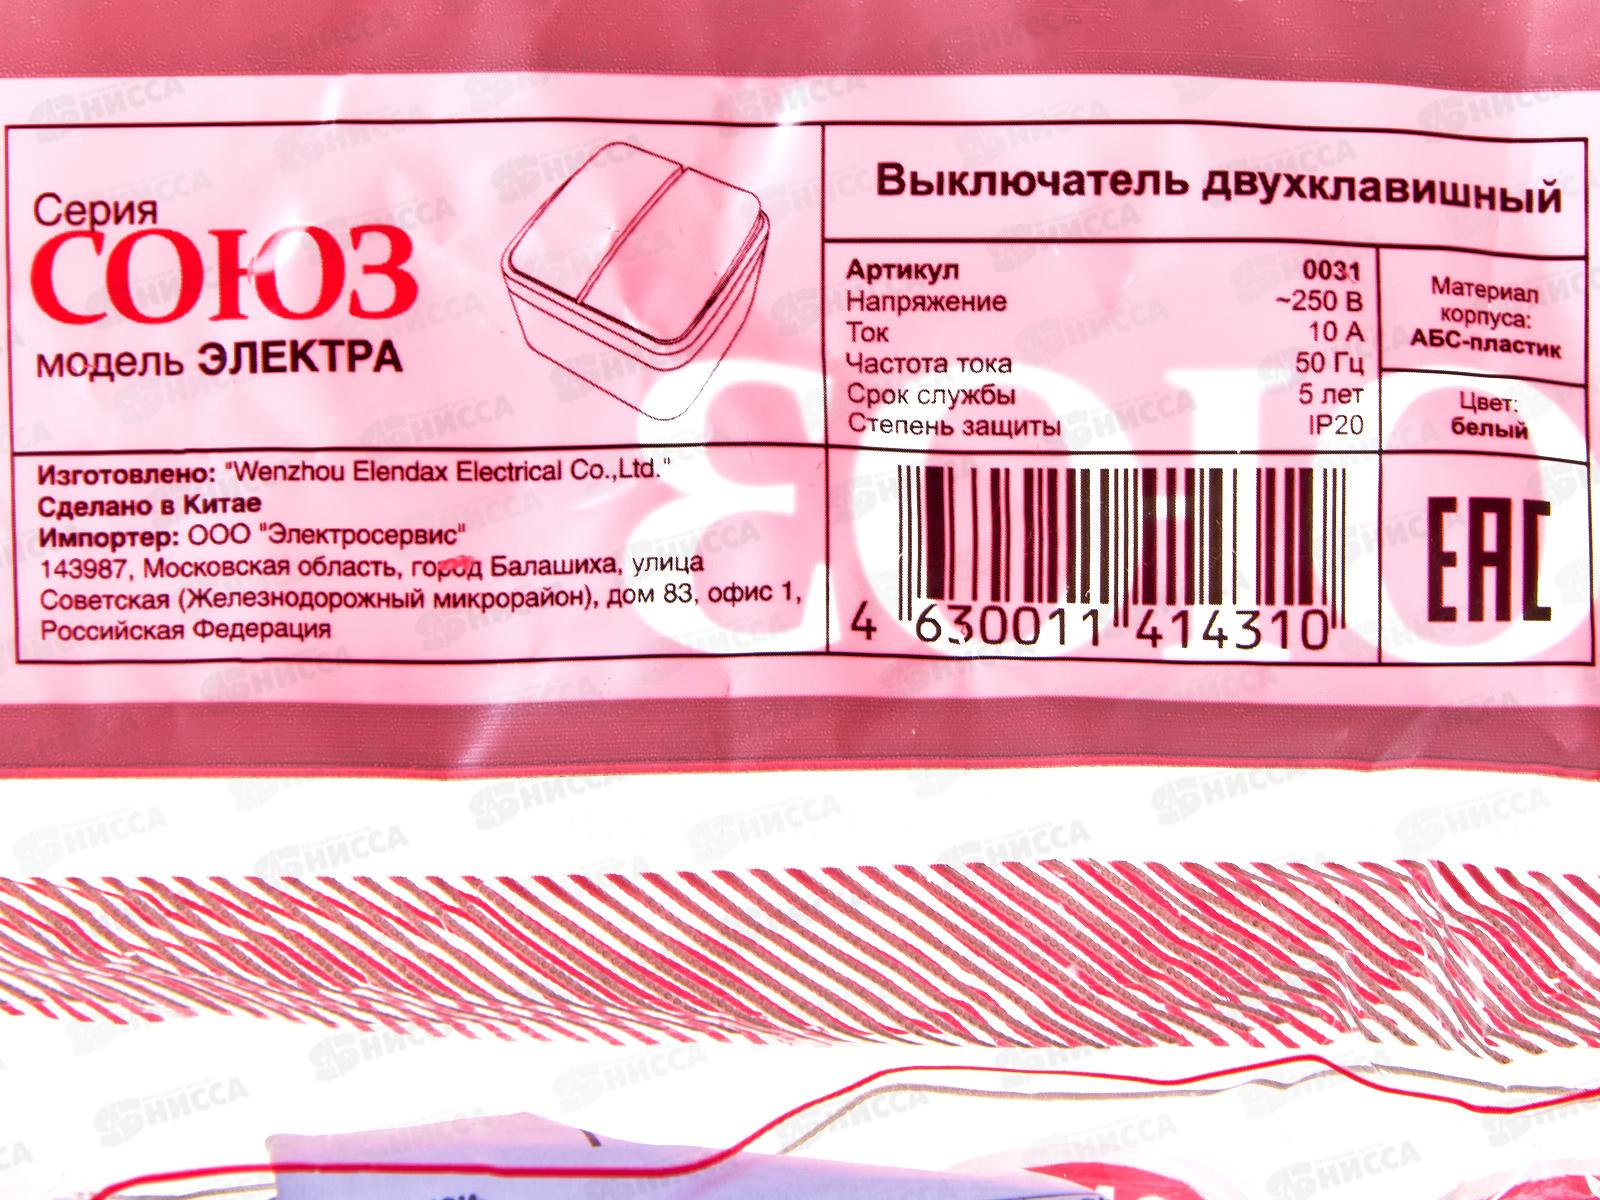 Серия
СОЮЗ
модель ЭЛЕКТРА
Выключатель двухклавишный
Артикул 0031
Напряжение ~250 В
Ток 10 А
Частота тока 50 Гц
Срок службы 5 лет
Степень защиты IP20
Материал
корпуса:
АБС-пластик
Цвет:
белый
Изготовлено: "Wenzhou Elendax Electrical Co.,Ltd."
Сделано в Китае
Импортер: ООО "Электросервис"
143987, Московская область, город Балашиха, улица
Советская (Железнодорожный микрорайон), дом 83, офис 1,
Российская Федерация
4 630011 414310
EAC